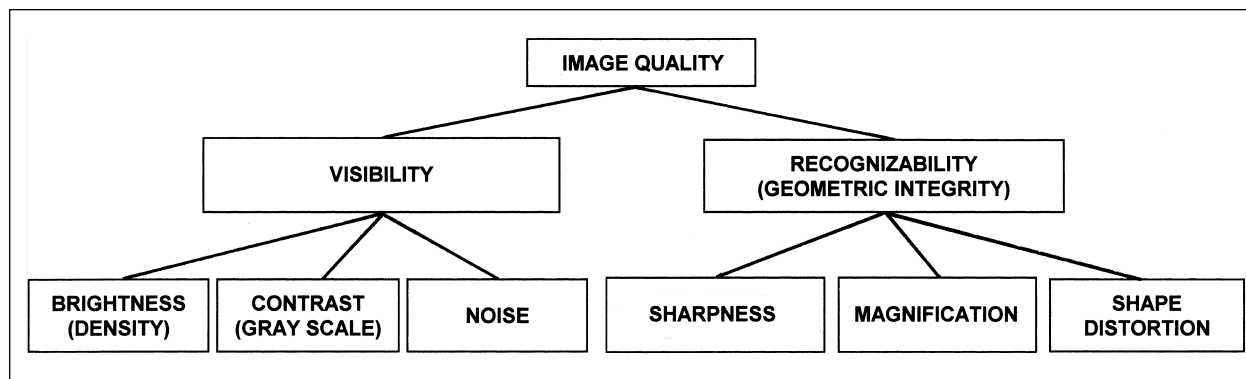 IMAGE QUALITY
VISIBILITY
RECOGNIZABILITY
(GEOMETRIC INTEGRITY)
BRIGHTNESS
(DENSITY)
CONTRAST
(GRAY SCALE)
NOISE
SHARPNESS
MAGNIFICATION
SHAPE
DISTORTION